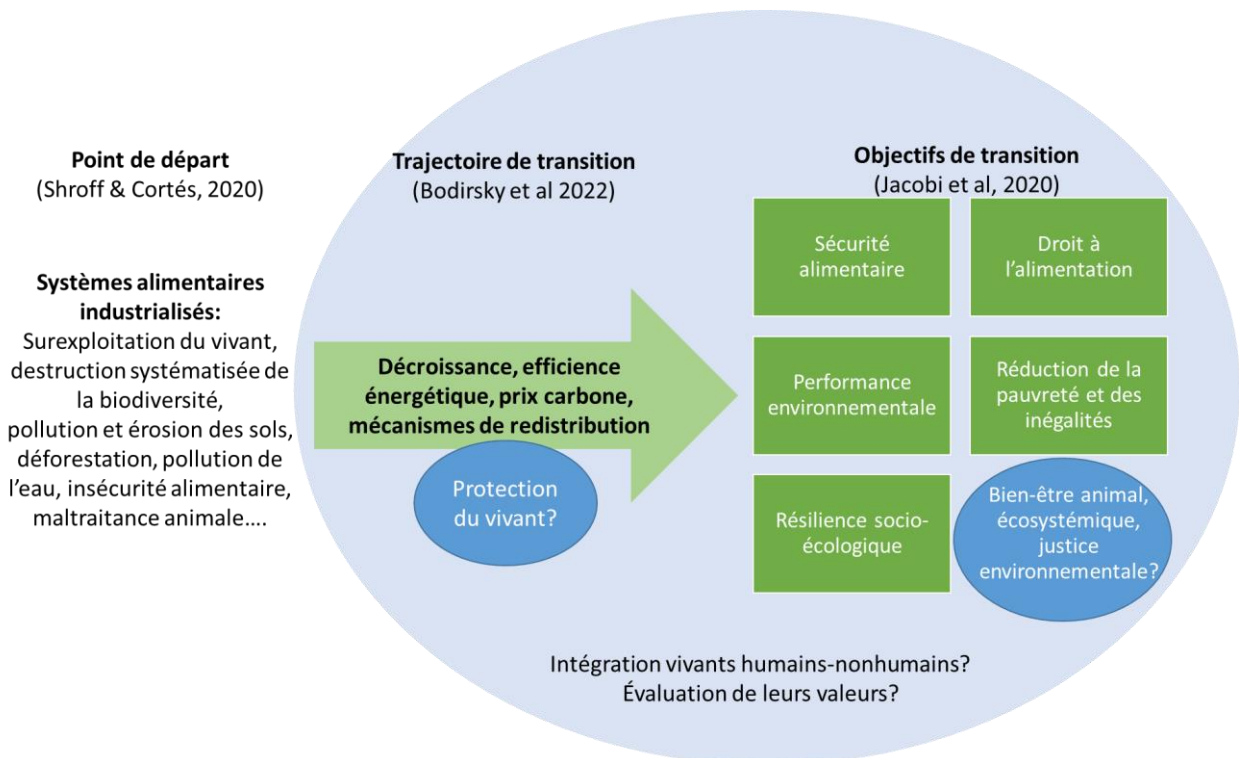 Point de départ
(Shroff & Cortés, 2020)
Systèmes alimentaires
industrialisés:
Surexploitation du vivant,
destruction systématisée de
la biodiversité,
pollution et érosion des sols,
déforestation, pollution de
l'eau, insécurité alimentaire,
maltraitance animale….
Trajectoire de transition
(Bodirsky et al 2022)
Décroissance, efficience
énergétique, prix carbone,
mécanismes de redistribution
Protection
du vivant?
Objectifs de transition
(Jacobi et al, 2020)
Sécurité
alimentaire
Droit à
l'alimentation
Performance
environnementale
Réduction de la
pauvreté et des
inégalités
Résilience socio-
écologique
Bien-être animal,
écosystémique,
justice
environnementale?
Intégration vivants humains-nonhumains?
Évaluation de leurs valeurs?